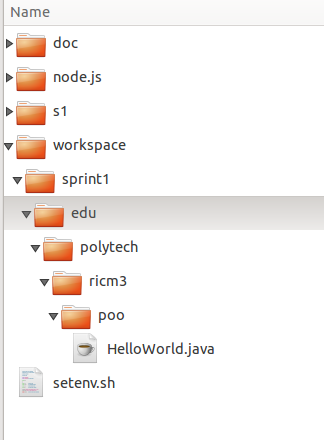 Name
doc
node.js
s1
workspace
sprint1
edu
polytech
ricm3
poo
HelloWorld.java
setenv.sh